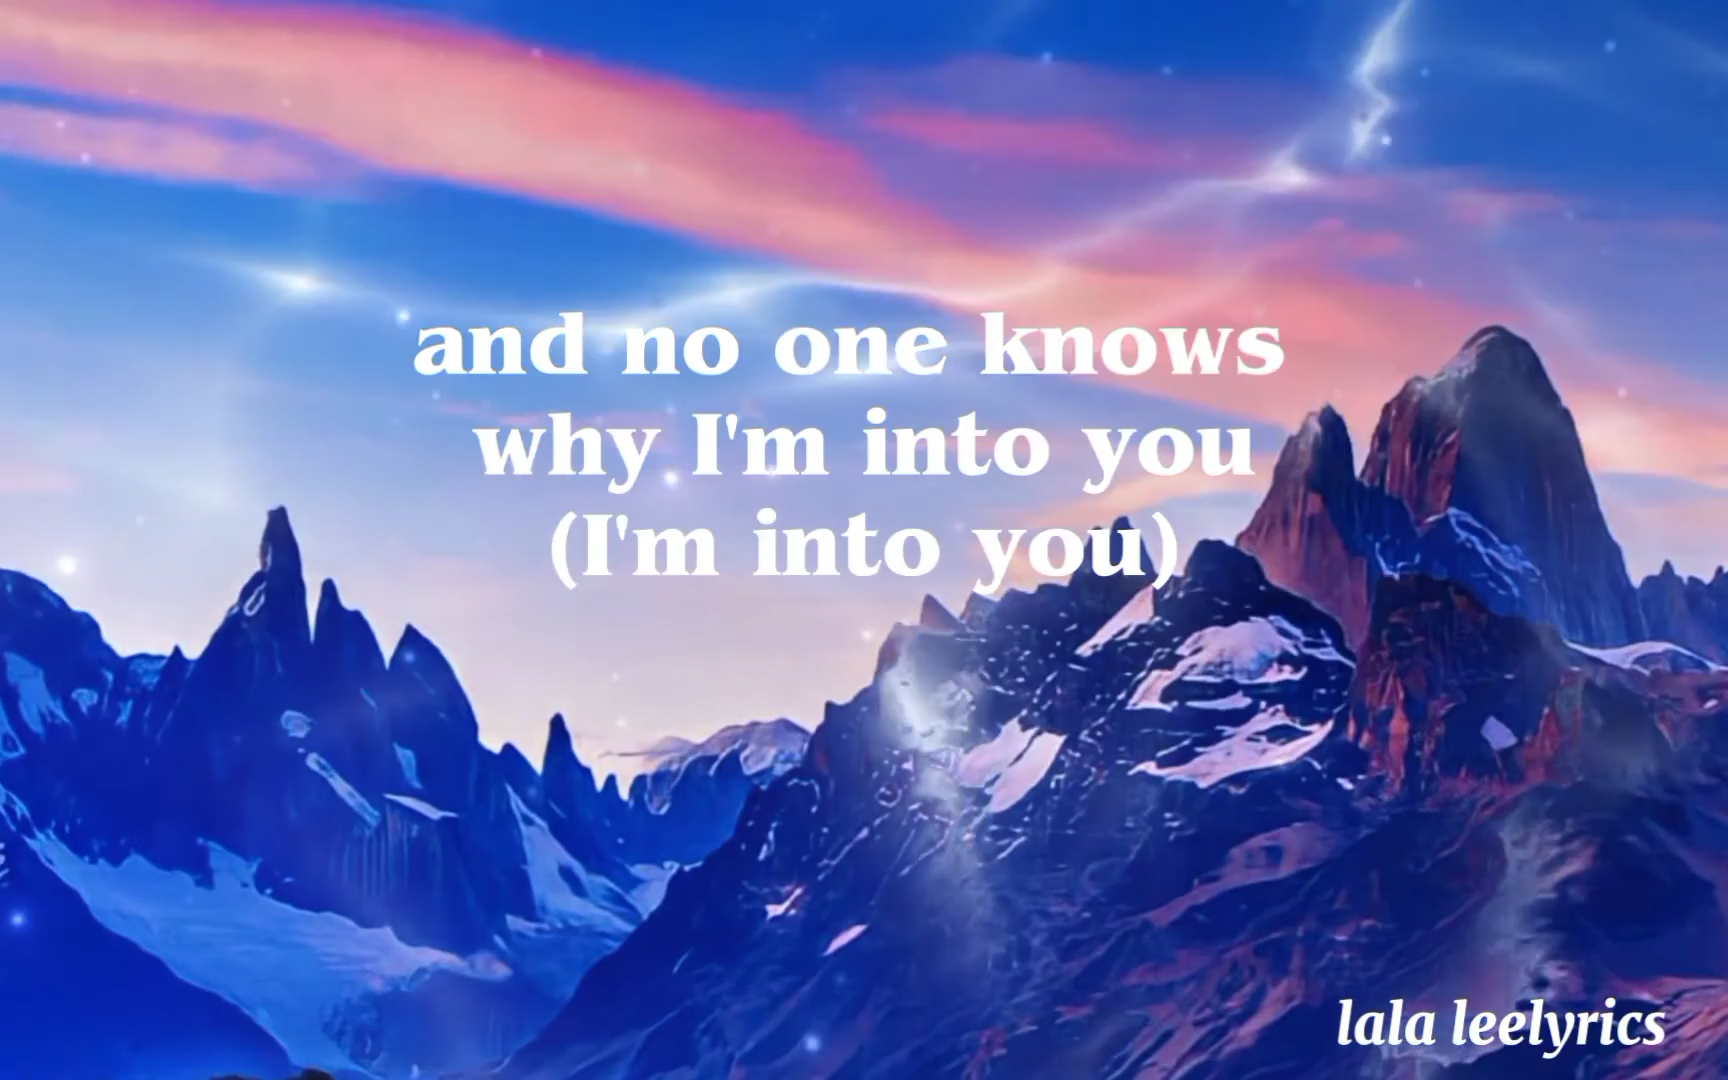 and no one knows
why I'm into you
(I'm into you)
lala leelyrics